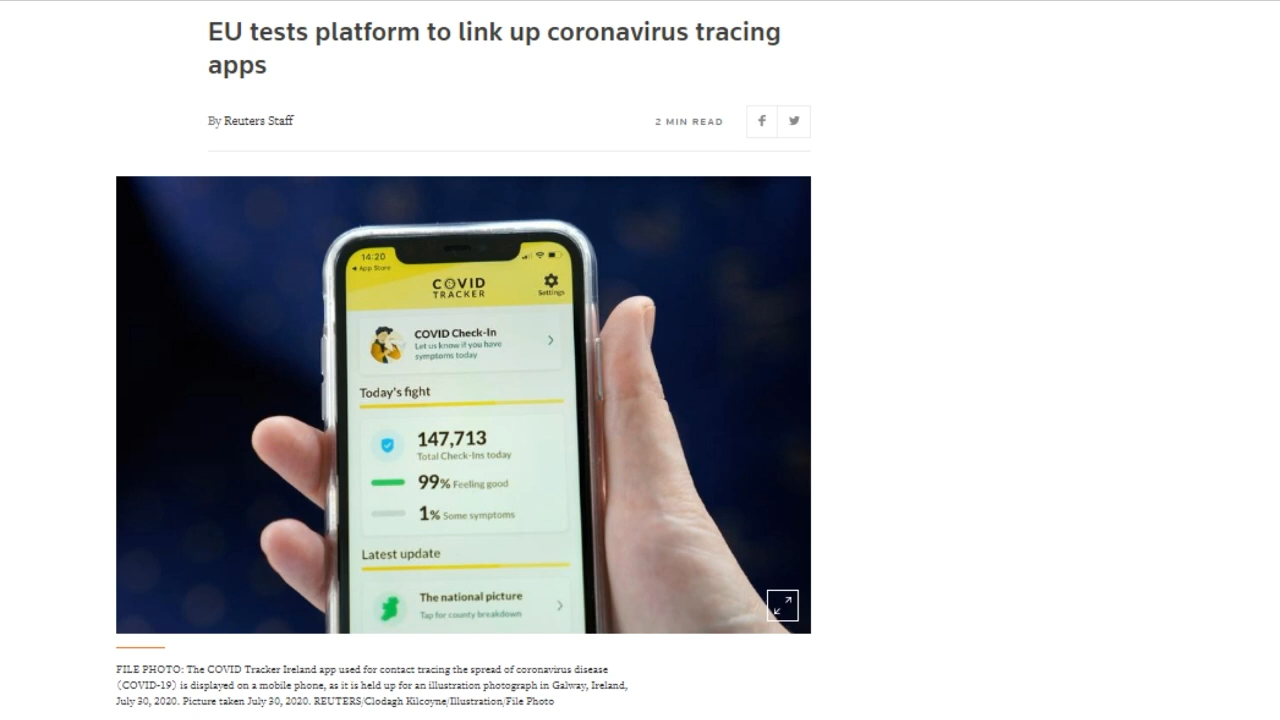 EU tests platform to link up coronavirus tracing
apps
By Reuters Staff
2 MIN READ
14:20
App Store
COVID
TRACKER
Settings
COVID Check-In
Let us know if you have
symptoms today
Today's fight
147,713
Total Check-Ins today
99% Feeling good
1% Some symptoms
Latest update
The national picture
Tap for county breakdown
FILE PHOTO: The COVID Tracker Ireland app used for contact tracing the spread of coronavirus disease
(COVID-19) is displayed on a mobile phone, as it is held up for an illustration photograph in Galway, Ireland,
July 30, 2020. Picture taken July 30, 2020. REUTERS/Clodagh Kilcoyne/Illustration/File Photo